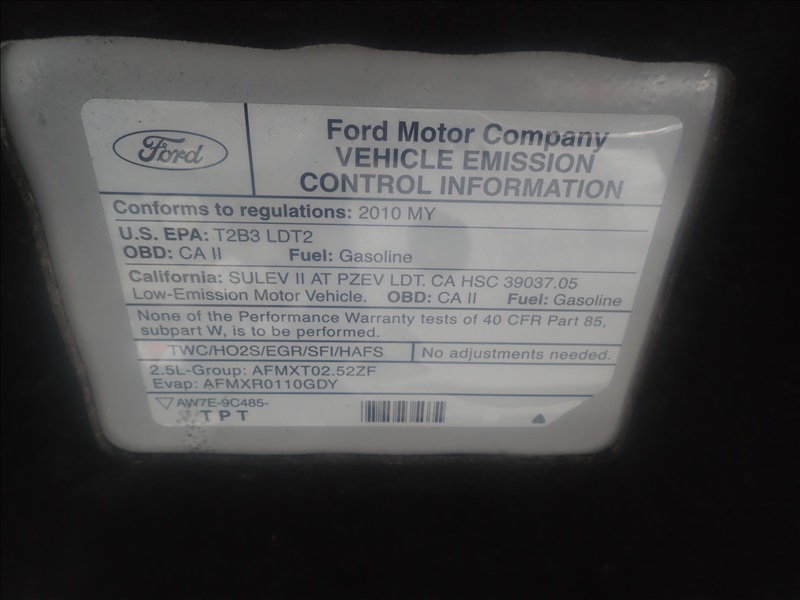 Ford
Ford Motor Company
VEHICLE EMISSION
CONTROL INFORMATION
Conforms to regulations: 2010 MY
U.S. EPA: T2B3 LDT2
OBD: CA II Fuel: Gasoline
California: SULEV II AT PZEV LDT. CA HSC 39037.05
Low-Emission Motor Vehicle. OBD: CA II Fuel: Gasoline
None of the Performance Warranty tests of 40 CFR Part 85,
subpart W, is to be performed.
TWC/HO2S/EGR/SFI/HAFS No adjustments needed.
2.5L-Group: AFMXT02.52ZF
Evap: AFMXR0110GDY
AW7E-9C485-
TPT